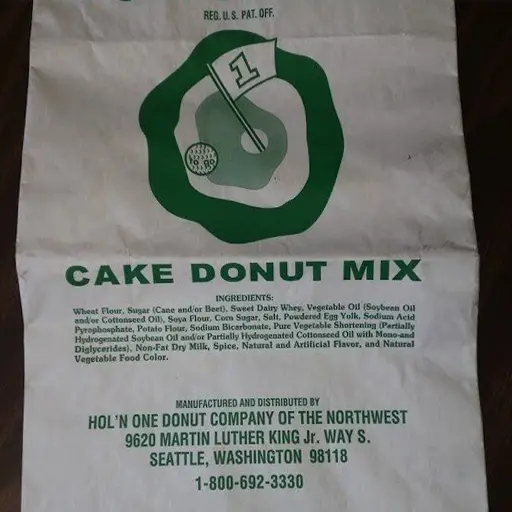 REG. U.S. PAT. OFF.
1
to go
CAKE DONUT MIX
INGREDIENTS:
Wheat Flour, Sugar (Cane and/or Beet), Sweet Dairy Whey, Vegetable Oil (Soybean Oil
and/or Cottonseed Oil), Soya Flour, Corn Sugar, Salt, Powdered Egg Yolk, Sodium Acid
Pyrophosphate, Potato Flour, Sodium Bicarbonate, Pure Vegetable Shortening (Partially
Hydrogenated Soybean Oil and/or Partially Hydrogenated Cottonseed Oil with Mono-and
Diglycerides), Non-Fat Dry Milk, Spice, Natural and Artificial Flavor, and Natural
Vegetable Food Color.
MANUFACTURED AND DISTRIBUTED BY
HOL'N ONE DONUT COMPANY OF THE NORTHWEST
9620 MARTIN LUTHER KING Jr. WAY S.
SEATTLE, WASHINGTON 98118
1-800-692-3330